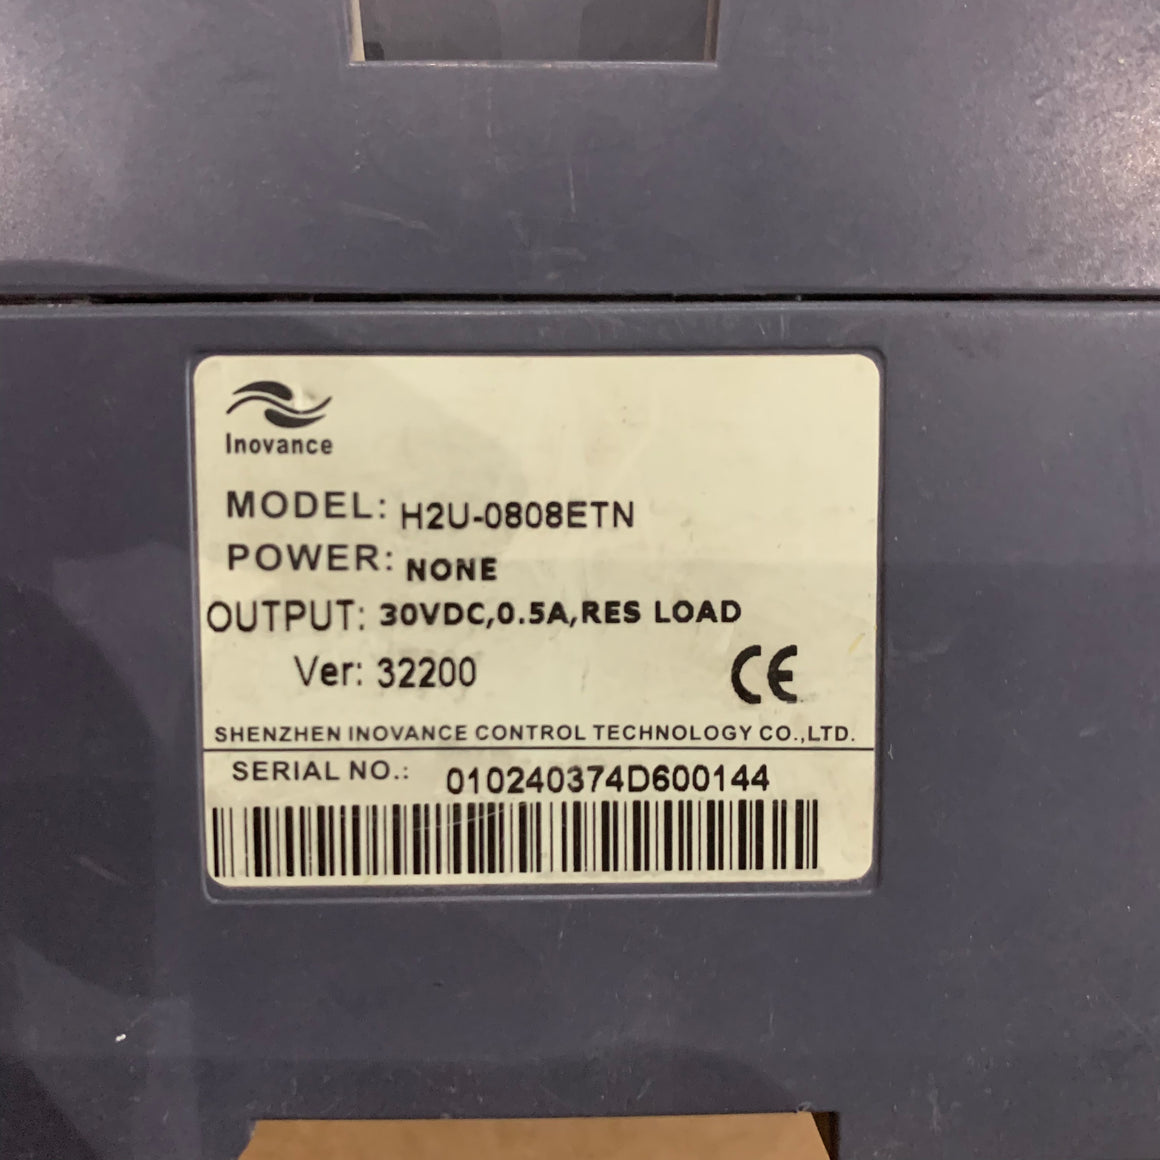 Inovance
MODEL: H2U-0808ETN
POWER: NONE
OUTPUT: 30VDC,0.5A,RES LOAD
Ver: 32200
CE
SHENZHEN INOVANCE CONTROL TECHNOLOGY CO.,LTD.
SERIAL NO.: 010240374D600144